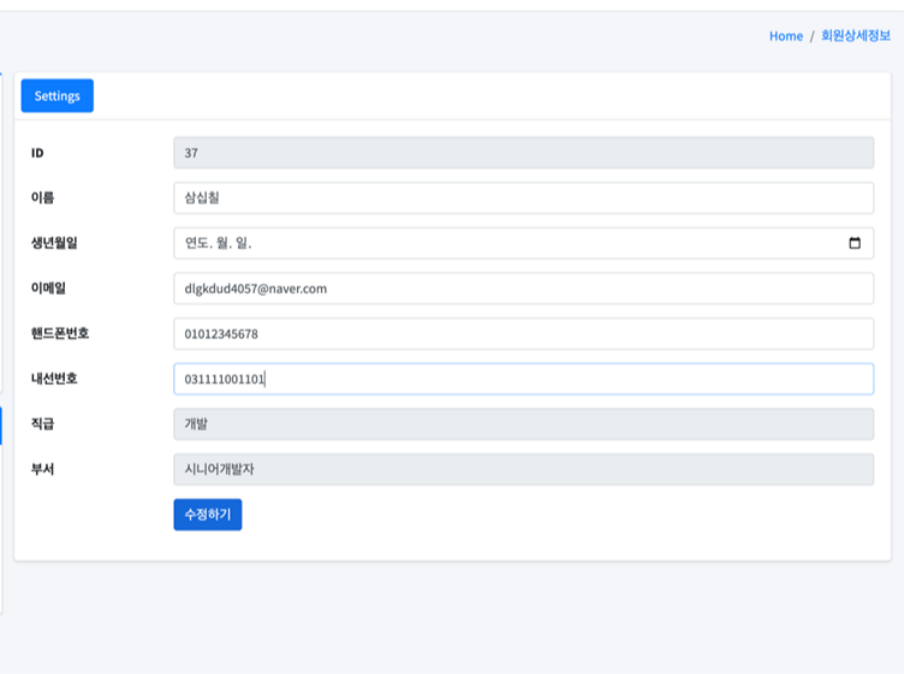 Home / 회원상세정보
Settings
ID 37
이름 삼십칠
생년월일 연도. 월. 일.
이메일 dlgkdud4057@naver.com
핸드폰번호 01012345678
내선번호 031111001101
직급 개발
부서 시니어개발자
수정하기